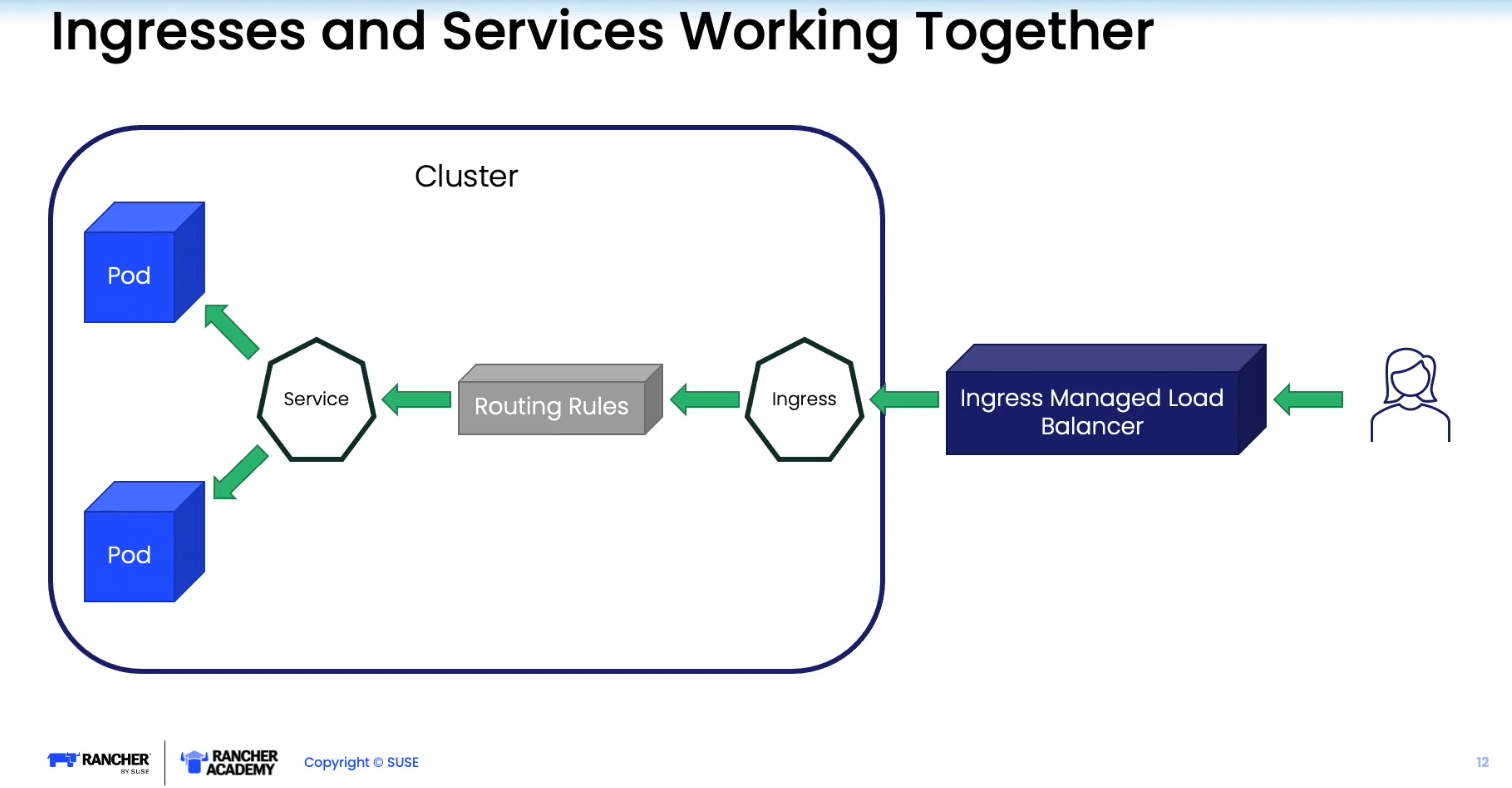 Ingresses and Services Working Together
Cluster
Pod
Service
Routing Rules
Ingress
Ingress Managed Load
Balancer
Pod
RANCHER
BY SUSE
RANCHER
ACADEMY
Copyright © SUSE
12